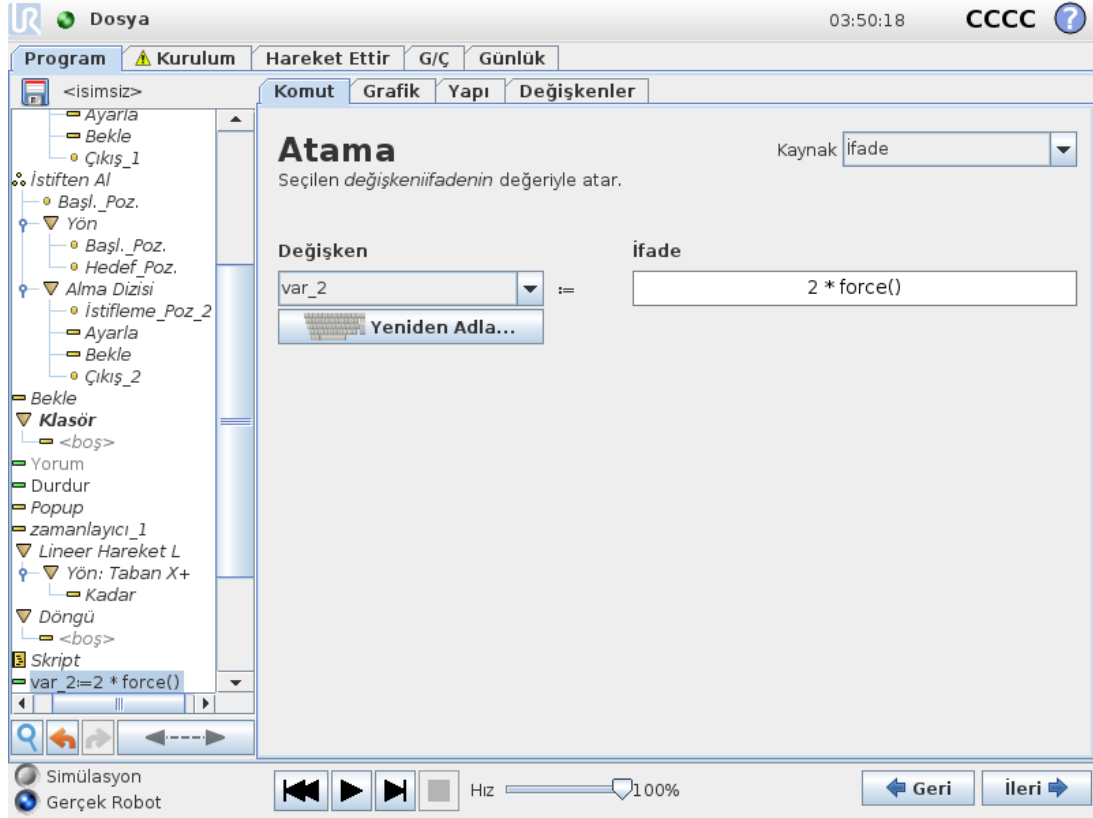 UR Dosya 03:50:18 CCCC ?
Program Kurulum Hareket Ettir G/Ç Günlük
<isimsiz>
Komut Grafik Yapı Değişkenler
Ayarla
Bekle
Çıkış_1
İstiften Al
Başl._Poz.
Yön
Başl._Poz.
Hedef_Poz.
Alma Dizisi
İstifleme_Poz_2
Ayarla
Bekle
Çıkış_2
Bekle
Klasör
<boş>
Yorum
Durdur
Popup
zamanlayıcı_1
Lineer Hareket L
Yön: Taban X+
Kadar
Döngü
<boş>
Skript
var_2:=2 * force()
Atama
Kaynak İfade
Seçilen değişkeniifadenin değeriyle atar.
Değişken İfade
var_2 := 2 * force()
Yeniden Adla...
Simülasyon
Gerçek Robot
Hız 100%
Geri İleri